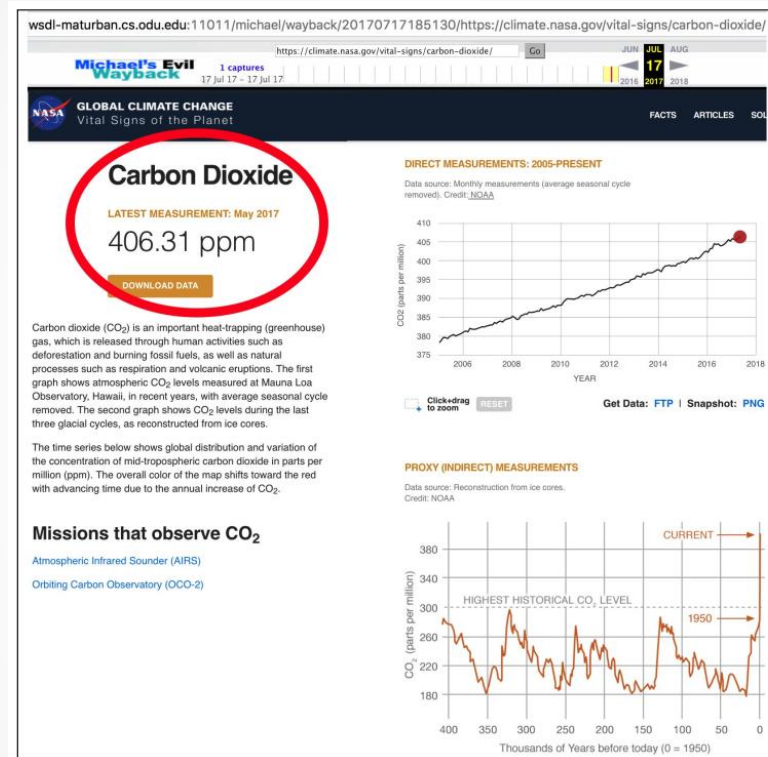 wsdl-maturban.cs.odu.edu:11011/michael/wayback/20170717185130/https://climate.nasa.gov/vital-signs/carbon-dioxide/
https://climate.nasa.gov/vital-signs/carbon-dioxide/ Go JUN JUL AUG
Michael's Evil Wayback
1 captures
17 Jul 17 - 17 Jul 17
17
2016 2017 2018
NASA
GLOBAL CLIMATE CHANGE
Vital Signs of the Planet
FACTS ARTICLES SOL
Carbon Dioxide
LATEST MEASUREMENT: May 2017
406.31 ppm
DOWNLOAD DATA
Carbon dioxide (CO2) is an important heat-trapping (greenhouse)
gas, which is released through human activities such as
deforestation and burning fossil fuels, as well as natural
processes such as respiration and volcanic eruptions. The first
graph shows atmospheric CO2 levels measured at Mauna Loa
Observatory, Hawaii, in recent years, with average seasonal cycle
removed. The second graph shows CO2 levels during the last
three glacial cycles, as reconstructed from ice cores.
The time series below shows global distribution and variation of
the concentration of mid-tropospheric carbon dioxide in parts per
million (ppm). The overall color of the map shifts toward the red
with advancing time due to the annual increase of CO2.
Missions that observe CO2
Atmospheric Infrared Sounder (AIRS)
Orbiting Carbon Observatory (OCO-2)
DIRECT MEASUREMENTS: 2005-PRESENT
Data source: Monthly measurements (average seasonal cycle
removed). Credit: NOAA
CO2 (parts per million)
410
405
400
395
390
385
380
375
2006 2008 2010 2012 2014 2016 2018
YEAR
Click+drag
to zoom
RESET
Get Data: FTP | Snapshot: PNG
PROXY (INDIRECT) MEASUREMENTS
Data source: Reconstruction from ice cores.
Credit: NOAA
CO2 (parts per million)
380
340
300
260
220
180
CURRENT
HIGHEST HISTORICAL CO2 LEVEL
1950
400 350 300 250 200 150 100 50 0
Thousands of Years before today (0 = 1950)